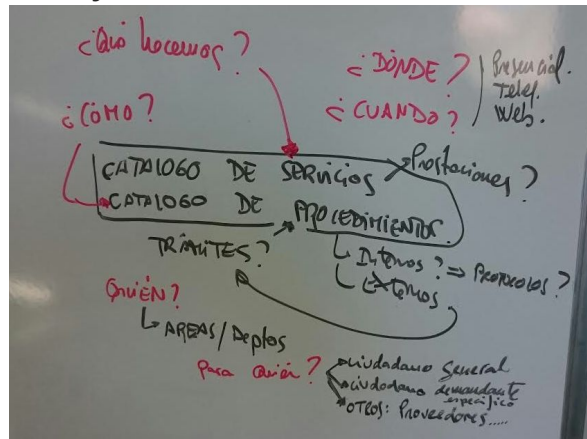 ¿Qué hacemos?
¿DÓNDE? Presencial.
Telef.
¿CUANDO? Web.
¿CÓMO?
CATALOGO DE SERVICIOS Prestaciones?
CATALOGO DE PROCEDIMIENTOS.
TRÁMITES?
Internos? ⇒ PROTOCOLOS?
Externos
QUIÉN?
AREAS/Deptos
Para Quién?
ciudadano general
ciudadano demandante
específico
OTROS: Proveedores.....